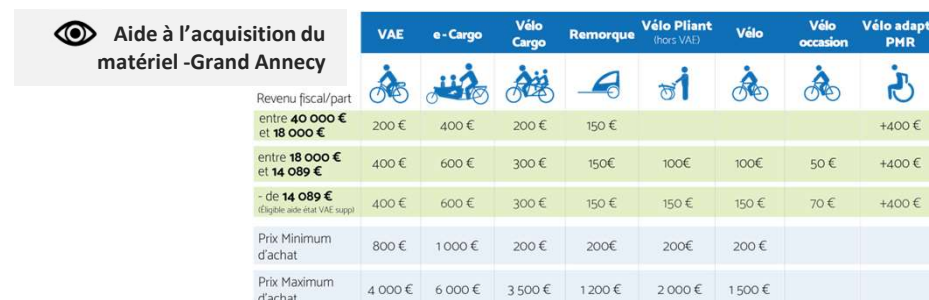 Aide à l'acquisition du
matériel -Grand Annecy
VAE e-Cargo Vélo Cargo Remorque Vélo Pliant (hors VAE) Vélo Vélo occasion Vélo adapt PMR
Revenu fiscal/part
entre 40 000 €
et 18 000 € 200 € 400 € 200 € 150 € +400 €
entre 18 000 €
et 14 089 € 400 € 600 € 300 € 150€ 100€ 100€ 50 € +400 €
- de 14 089 € 400 € 600 € 300 € 150 € 150 € 150 € 70 € +400 €
(Éligible aide état VAE supp)
Prix Minimum
d'achat 800 € 1 000 € 200 € 200€ 200€ 200 €
Prix Maximum
d'achat 4 000 € 6 000 € 3 500 € 1 200 € 2 000 € 1 500 €